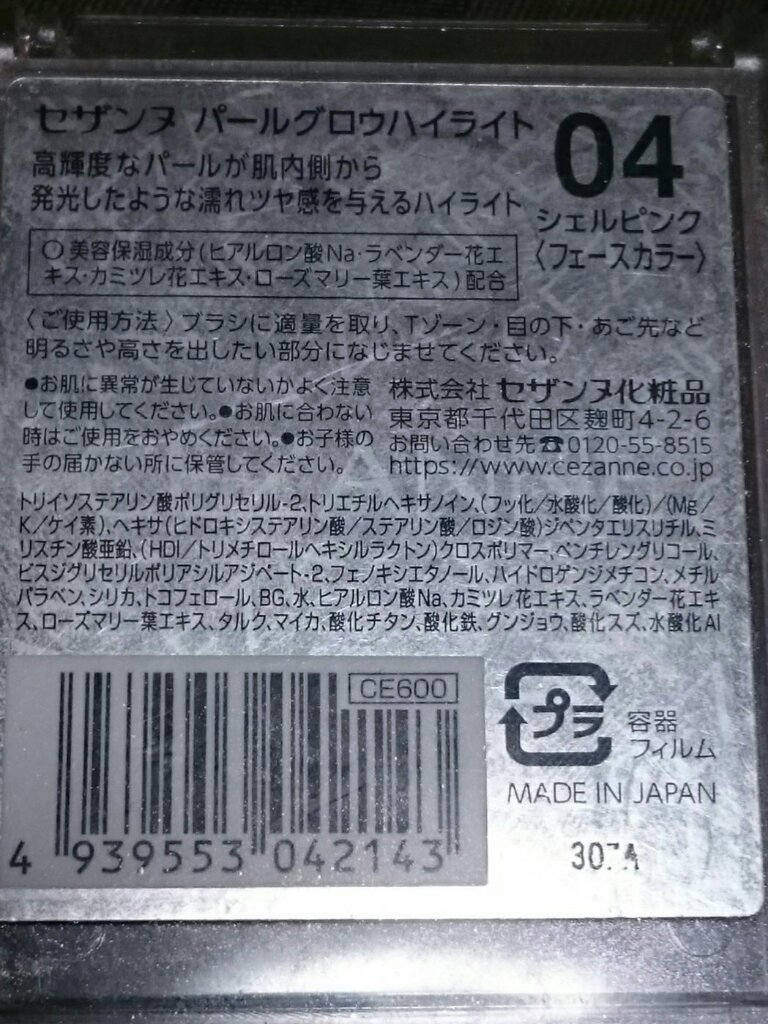 セザンヌ パールグロウハイライト
04
高輝度なパールが肌内側から
発光したような濡れツヤ感を与えるハイライト
シェルピンク
〈フェースカラー〉
○美容保湿成分(ヒアルロン酸Na・ラベンダー花エ
キス・カミツレ花エキス・ローズマリー葉エキス)配合
〈ご使用方法〉ブラシに適量を取り、Tゾーン・目の下・あご先など
明るさや高さを出したい部分になじませてください。
●お肌に異常が生じていないかよく注意
して使用してください。●お肌に合わない
時はご使用をおやめください。●お子様の
手の届かない所に保管してください。
株式会社 セザンヌ化粧品
東京都千代田区麹町4-2-6
お問い合わせ先☎0120-55-8515
https://www.cezanne.co.jp
トリイソステアリン酸ポリグリセリル-2、トリエチルヘキサノイン、(フッ化/水酸化/酸化)/(Mg/
K/ケイ素)、ヘキサ(ヒドロキシステアリン酸/ステアリン酸/ロジン酸)ジペンタエリスリチル、ミ
リスチン酸亜鉛、(HDI/トリメチロールヘキシルラクトン)クロスポリマー、ペンチレングリコール、
ビスジグリセリルポリアシルアジペート-2、フェノキシエタノール、ハイドロゲンジメチコン、メチル
パラベン、シリカ、トコフェロール、BG、水、ヒアルロン酸Na、カミツレ花エキス、ラベンダー花エキ
ス、ローズマリー葉エキス、タルク、マイカ、酸化チタン、酸化鉄、グンジョウ、酸化スズ、水酸化Al
CE600
4 939553 042143
プラ
容器
フィルム
MADE IN JAPAN